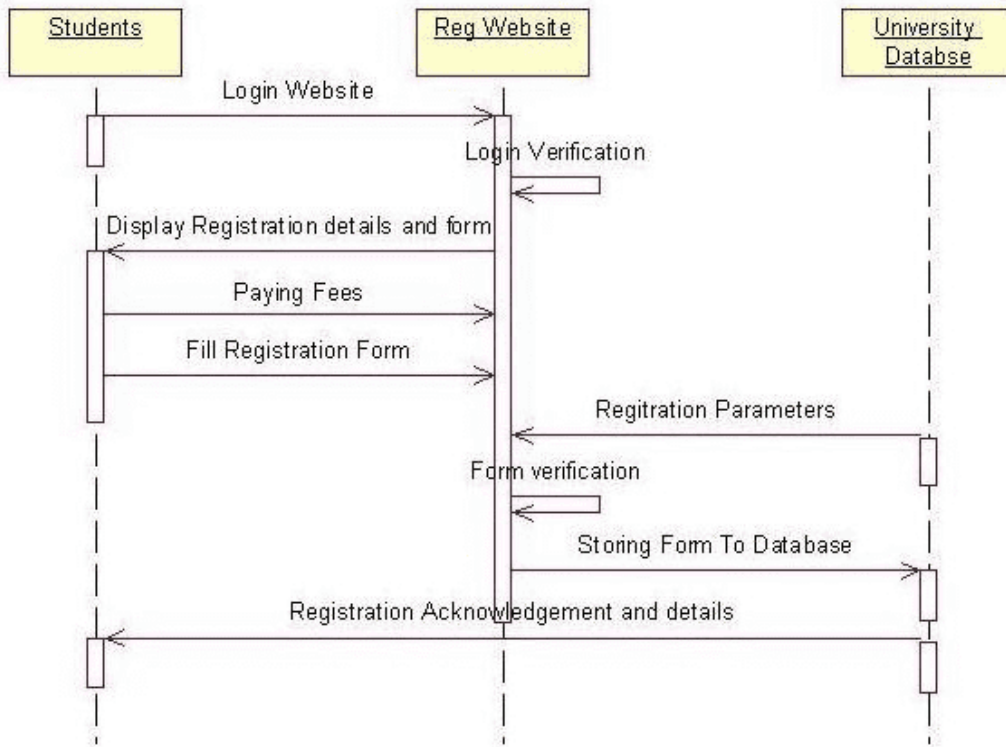 Students
Reg Website
University
Databse
Login Website
Login Verification
Display Registration details and form
Paying Fees
Fill Registration Form
Regitration Parameters
Form verification
Storing Form To Database
Registration Acknowledgement and details